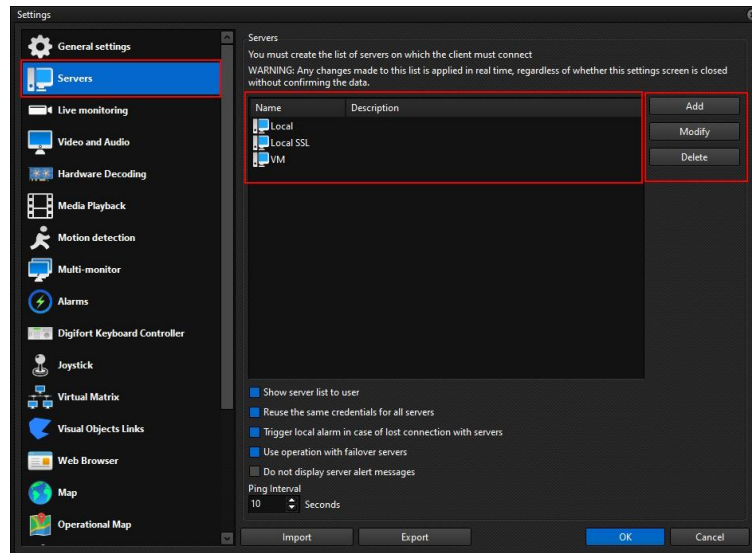 Settings
General settings
Servers
Live monitoring
Video and Audio
Hardware Decoding
Media Playback
Motion detection
Multi-monitor
Alarms
Digifort Keyboard Controller
Joystick
Virtual Matrix
Visual Objects Links
Web Browser
Map
Operational Map
Servers
You must create the list of servers on which the client must connect
WARNING: Any changes made to this list is applied in real time, regardless of whether this settings screen is closed
without confirming the data.
Name Description
Local
Local SSL
VM
Add
Modify
Delete
Show server list to user
Reuse the same credentials for all servers
Trigger local alarm in case of lost connection with servers
Use operation with failover servers
Do not display server alert messages
Ping Interval
10 Seconds
Import Export OK Cancel